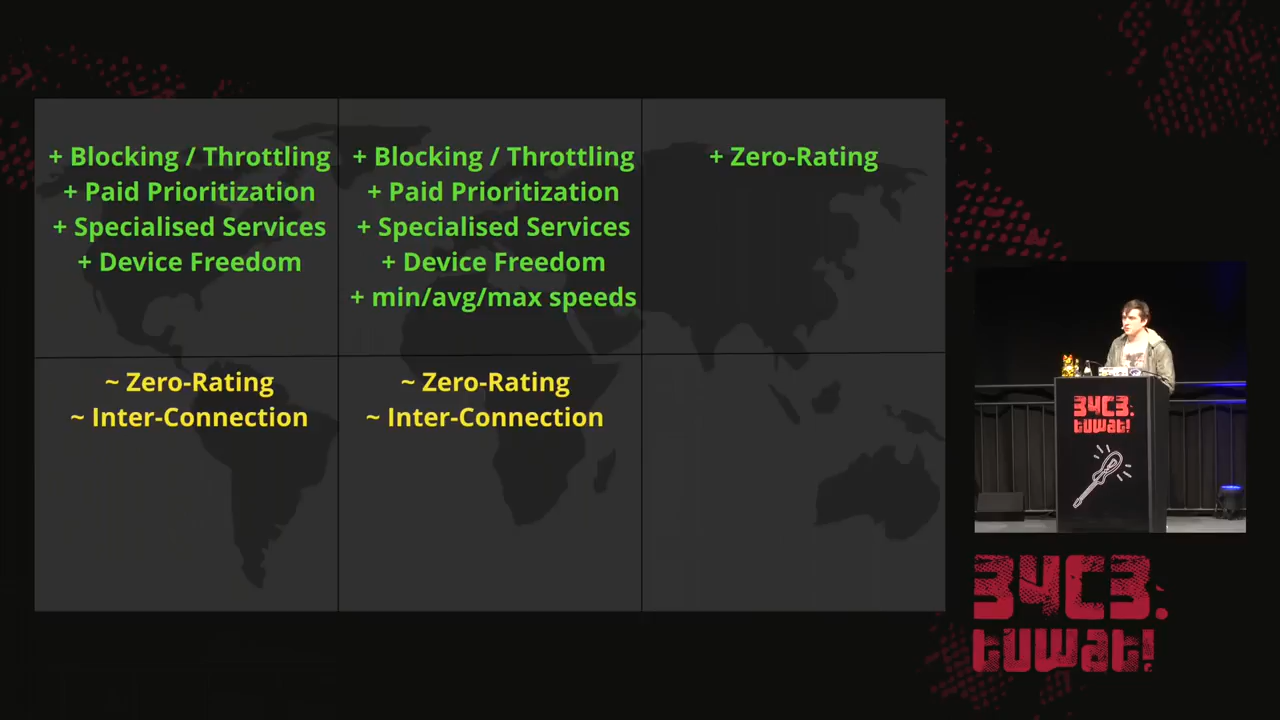 + Blocking / Throttling
+ Paid Prioritization
+ Specialised Services
+ Device Freedom
+ Blocking / Throttling
+ Paid Prioritization
+ Specialised Services
+ Device Freedom
+ min/avg/max speeds
+ Zero-Rating
~ Zero-Rating
~ Inter-Connection
~ Zero-Rating
~ Inter-Connection
34C3.
tuwat!
34C3.
tuwat!